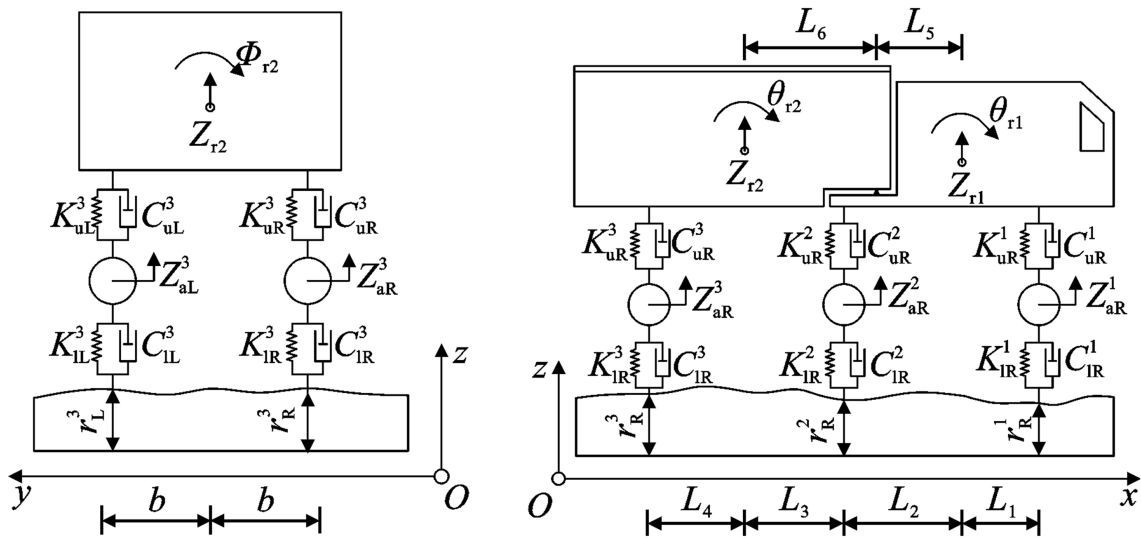 Φr2
Zr2
K³uL C³uL K³uR C³uR
Z³aL Z³aR
K³lL C³lL K³lR C³lR
r³L r³R
z
y O
b b
L6 L5
θr2 θr1
Zr2 Zr1
K³uR C³uR K²uR C²uR K¹uR C¹uR
Z³aR Z²aR Z¹aR
K³lR C³lR K²lR C²lR K¹lR C¹lR
z
r³R r²R r¹R
O x
L4 L3 L2 L1